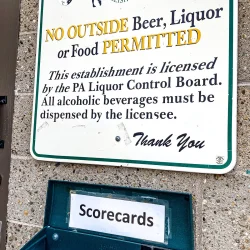 NO OUTSIDE Beer, Liquor
or Food PERMITTED
This establishment is licensed
by the PA Liquor Control Board.
All alcoholic beverages must be
dispensed by the licensee.
Thank You
Scorecards